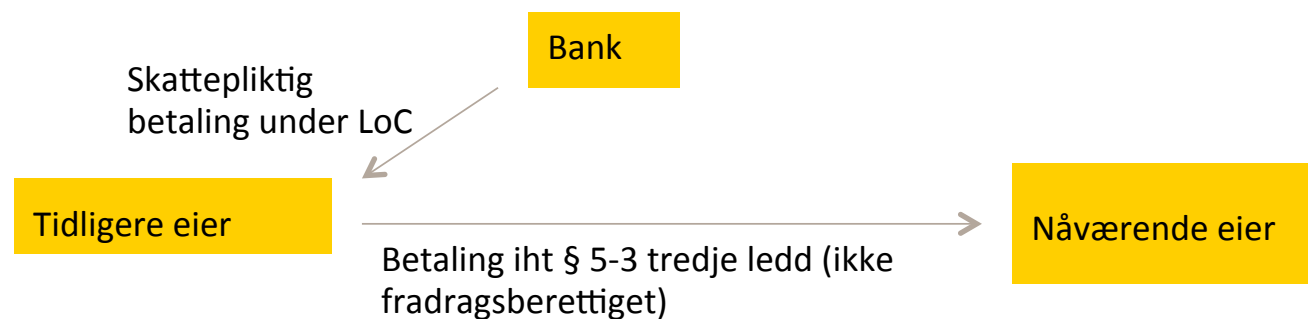 Bank
Skattepliktig
betaling under LoC
Tidligere eier
Nåværende eier
Betaling iht § 5-3 tredje ledd (ikke
fradragsberettiget)